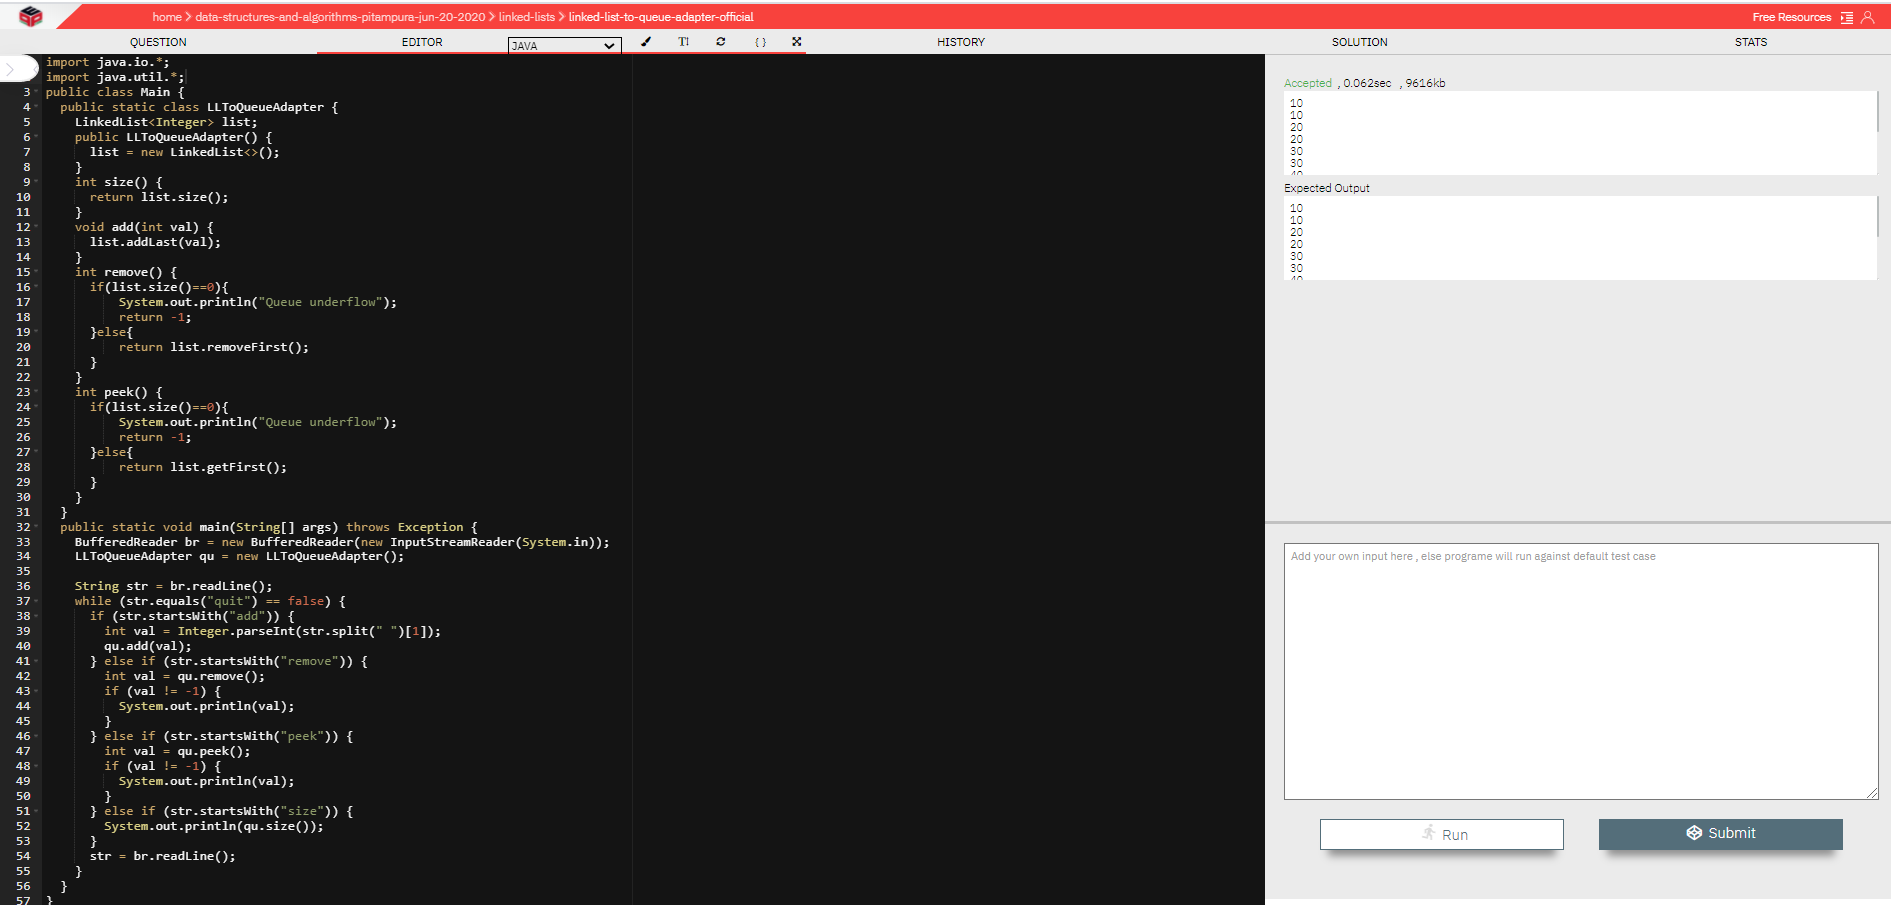 home > data-structures-and-algorithms-pitampura-jun-20-2020 > linked-lists > linked-list-to-queue-adapter-official
Free Resources
QUESTION
EDITOR
JAVA
HISTORY
SOLUTION
STATS
import java.io.*;
import java.util.*;
3 public class Main {
4 public static class LLToQueueAdapter {
5 LinkedList<Integer> list;
6 public LLToQueueAdapter() {
7 list = new LinkedList<>();
8 }
9 int size() {
10 return list.size();
11 }
12 void add(int val) {
13 list.addLast(val);
14 }
15 int remove() {
16 if(list.size()==0){
17 System.out.println("Queue underflow");
18 return -1;
19 }else{
20 return list.removeFirst();
21 }
22 }
23 int peek() {
24 if(list.size()==0){
25 System.out.println("Queue underflow");
26 return -1;
27 }else{
28 return list.getFirst();
29 }
30 }
31 }
32 public static void main(String[] args) throws Exception {
33 BufferedReader br = new BufferedReader(new InputStreamReader(System.in));
34 LLToQueueAdapter qu = new LLToQueueAdapter();
35
36 String str = br.readLine();
37 while (str.equals("quit") == false) {
38 if (str.startsWith("add")) {
39 int val = Integer.parseInt(str.split(" ")[1]);
40 qu.add(val);
41 } else if (str.startsWith("remove")) {
42 int val = qu.remove();
43 if (val != -1) {
44 System.out.println(val);
45 }
46 } else if (str.startsWith("peek")) {
47 int val = qu.peek();
48 if (val != -1) {
49 System.out.println(val);
50 }
51 } else if (str.startsWith("size")) {
52 System.out.println(qu.size());
53 }
54 str = br.readLine();
55 }
56 }
57 }
Accepted , 0.062sec , 9616kb
10
10
20
20
30
30
40
Expected Output
10
10
20
20
30
30
40
Add your own input here , else programe will run against default test case
Run
Submit